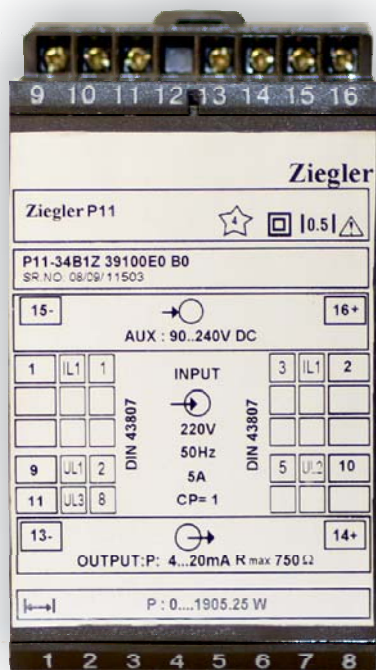 9 10 11 12 13 14 15 16
Ziegler
Ziegler P11
4 0.5
P11-34B1Z 39100E0 B0
SR.NO. 08/09/11503
15- 16+
AUX : 90..240V DC
1 IL1 1 INPUT 3 IL1 2
DIN 43807 DIN 43807
220V
50Hz
9 UL1 2 5A 5 UL2 10
11 UL3 8 CP= 1
13- 14+
OUTPUT:P: 4...20mA R max 750 Ω
P : 0....1905.25 W
1 2 3 4 5 6 7 8